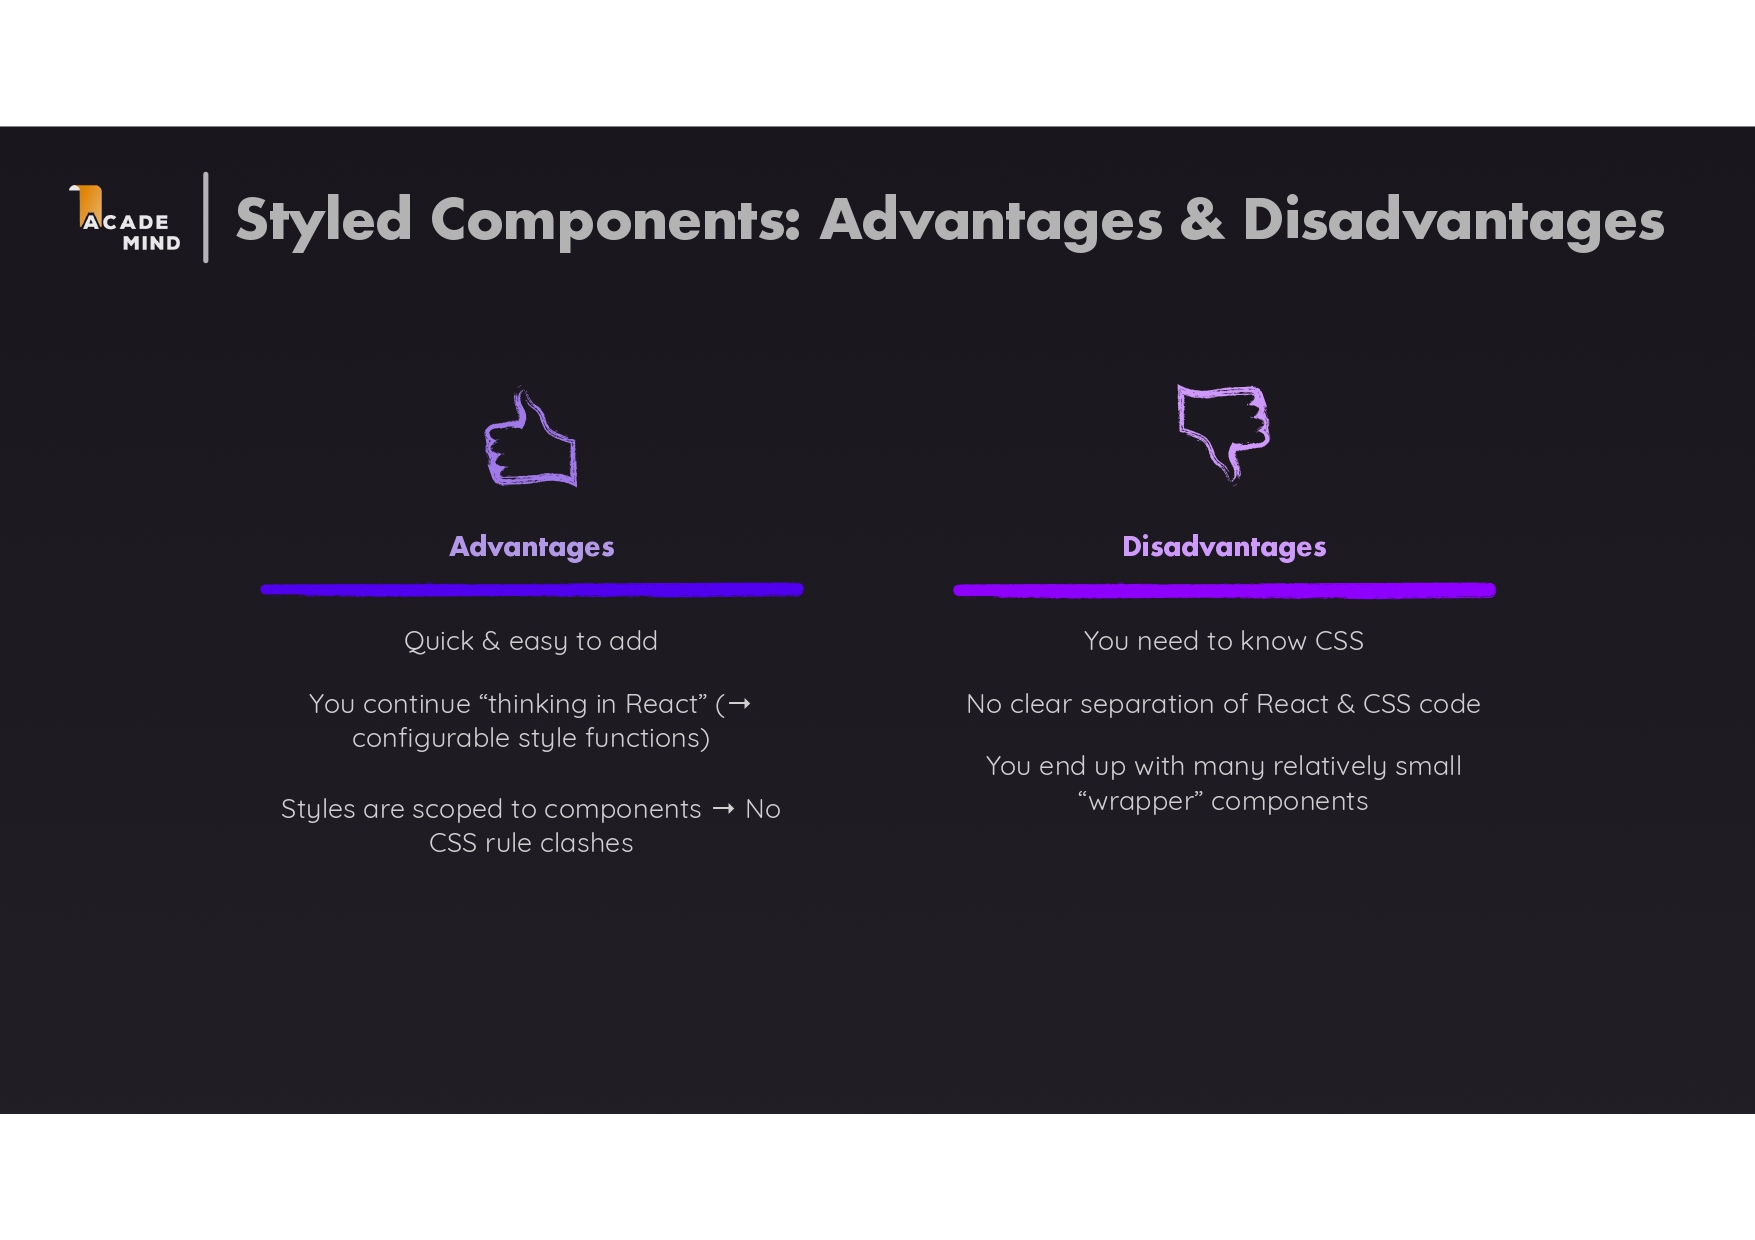 ACADE
MIND
Styled Components: Advantages & Disadvantages
Advantages
Quick & easy to add
You continue “thinking in React” (→
configurable style functions)
Styles are scoped to components → No
CSS rule clashes
Disadvantages
You need to know CSS
No clear separation of React & CSS code
You end up with many relatively small
“wrapper” components